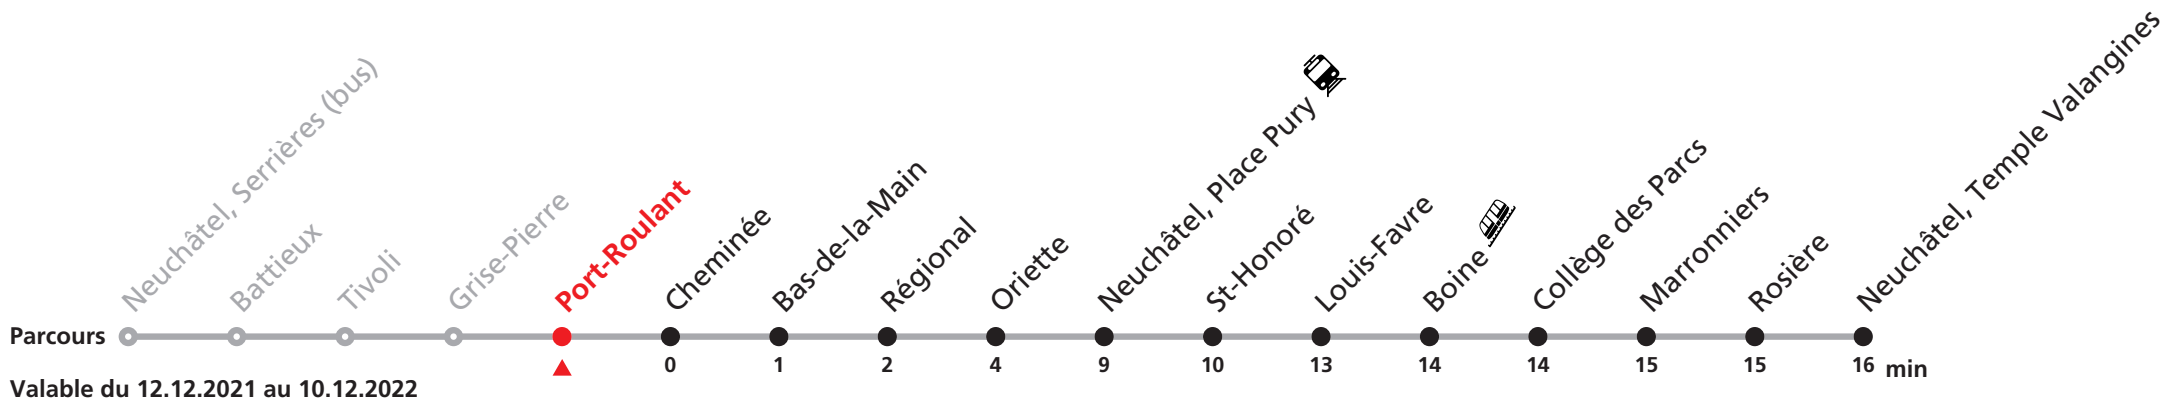 Neuchâtel, Serrières (bus)
Battieux
Tivoli
Grise-Pierre
Port-Roulant
Cheminée
Bas-de-la-Main
Régional
Oriette
Neuchâtel, Place Pury
St-Honoré
Louis-Favre
Boine
Collège des Parcs
Marronniers
Rosière
Neuchâtel, Temple Valangines
Parcours
0 1 2 4 9 10 13 14 14 15 15 16 min
Valable du 12.12.2021 au 10.12.2022